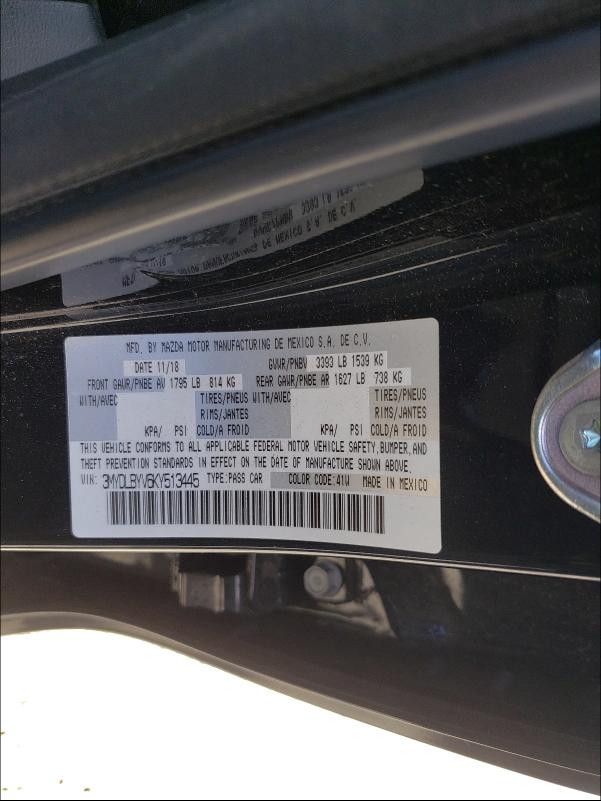 MFD. BY MAZDA MOTOR MANUFACTURING DE MEXICO S.A. DE C.V.
DATE 11/18 GVWR/PNBV 3393 LB 1539 KG
FRONT GAWR/PNBE AV 1795 LB 814 KG REAR GAWR/PNBE AR 1627 LB 738 KG
WITH/AVEC TIRES/PNEUS WITH/AVEC TIRES/PNEUS
RIMS/JANTES RIMS/JANTES
KPA/ PSI COLD/A FROID KPA/ PSI COLD/A FROID
THIS VEHICLE CONFORMS TO ALL APPLICABLE FEDERAL MOTOR VEHICLE SAFETY, BUMPER, AND
THEFT PREVENTION STANDARDS IN EFFECT ON THE DATE OF MANUFACTURE SHOWN ABOVE.
VIN: 3MYDLBYV6KY513445 TYPE:PASS CAR COLOR CODE:41W MADE IN MEXICO